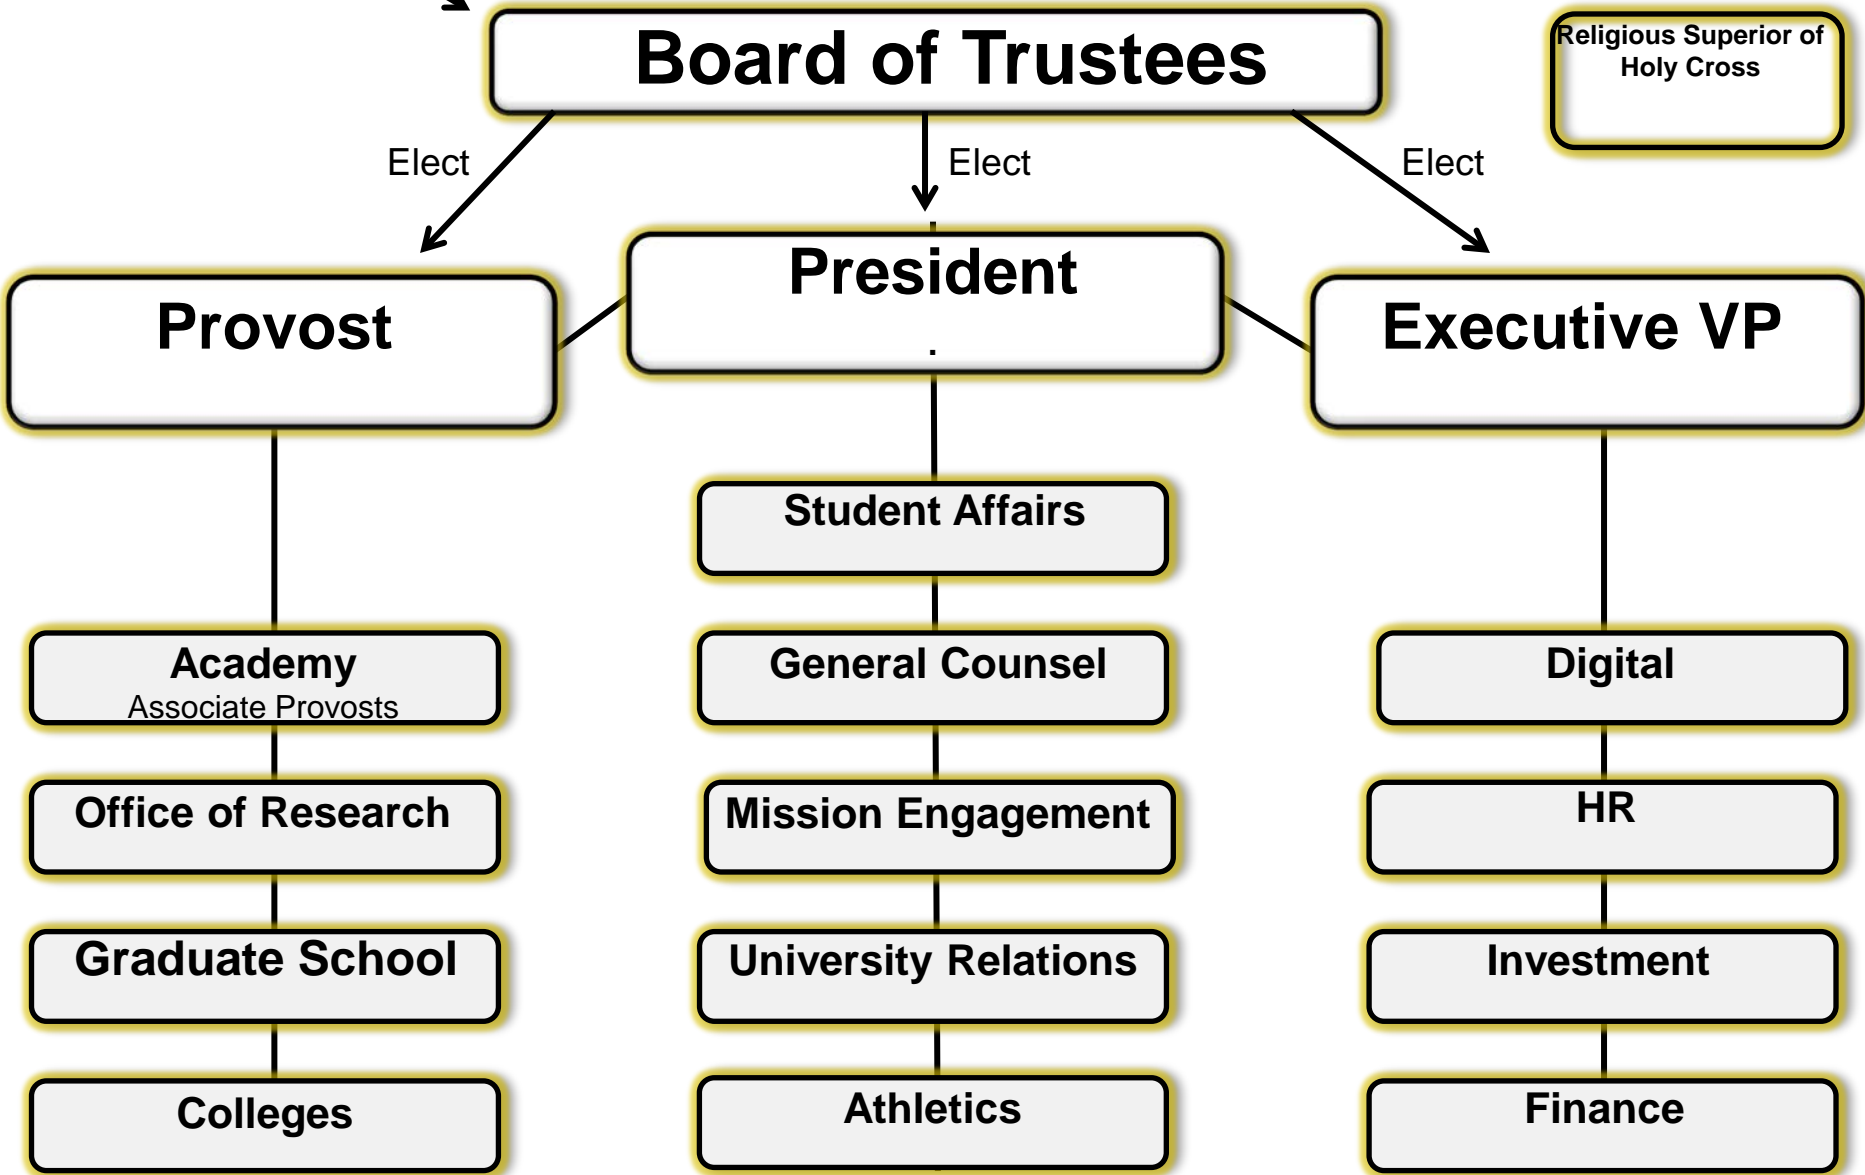 Board of Trustees
Religious Superior of
Holy Cross
Elect
Elect
Elect
Provost
President
.
Executive VP
Student Affairs
Academy
Associate Provosts
General Counsel
Digital
Office of Research
Mission Engagement
HR
Graduate School
University Relations
Investment
Colleges
Athletics
Finance